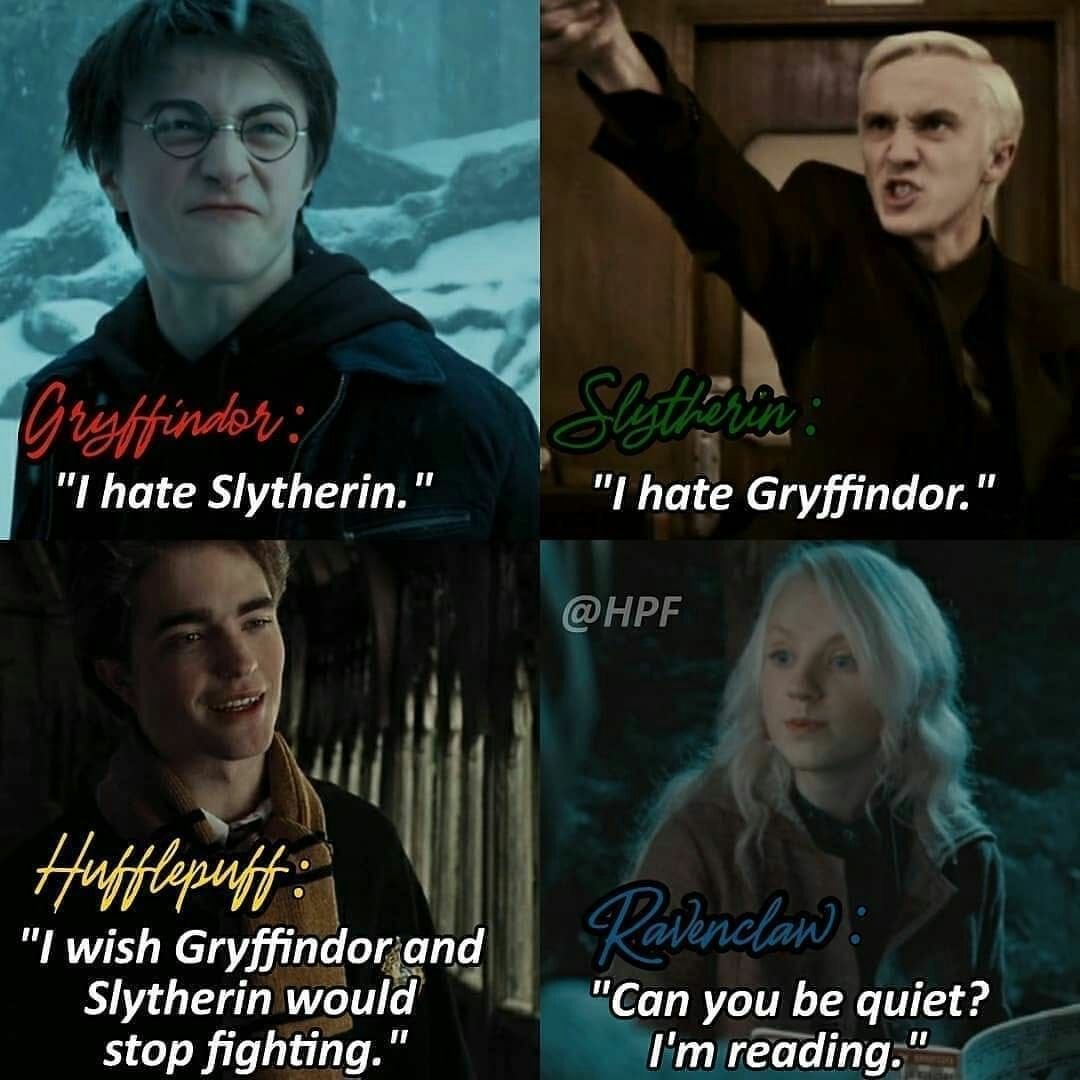 Gryffindor:
"I hate Slytherin."
Slytherin:
"I hate Gryffindor."
Hufflepuff:
"I wish Gryffindor and
Slytherin would
stop fighting."
@HPF
Ravenclaw:
"Can you be quiet?
I'm reading."